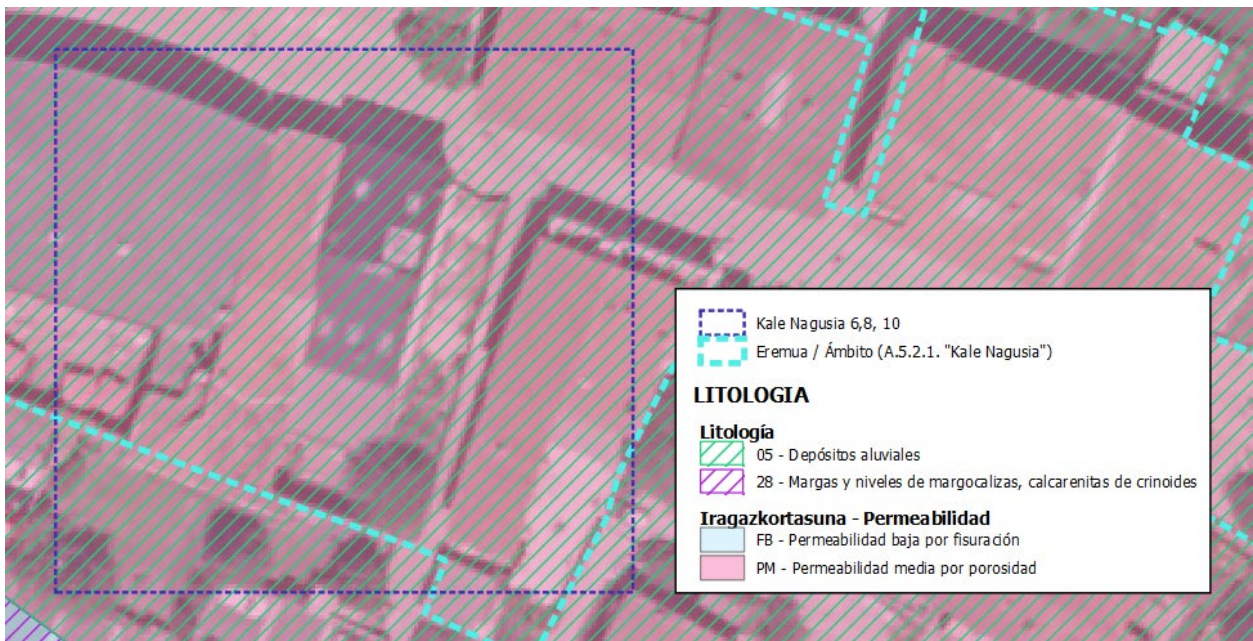 Kale Nagusia 6,8, 10
Eremua / Ámbito (A.5.2.1. "Kale Nagusia")
LITOLOGIA
Litología
05 - Depósitos aluviales
28 - Margas y niveles de margocalizas, calcarenitas de crinoides
Iragazkortasuna - Permeabilidad
FB - Permeabilidad baja por fisuración
PM - Permeabilidad media por porosidad